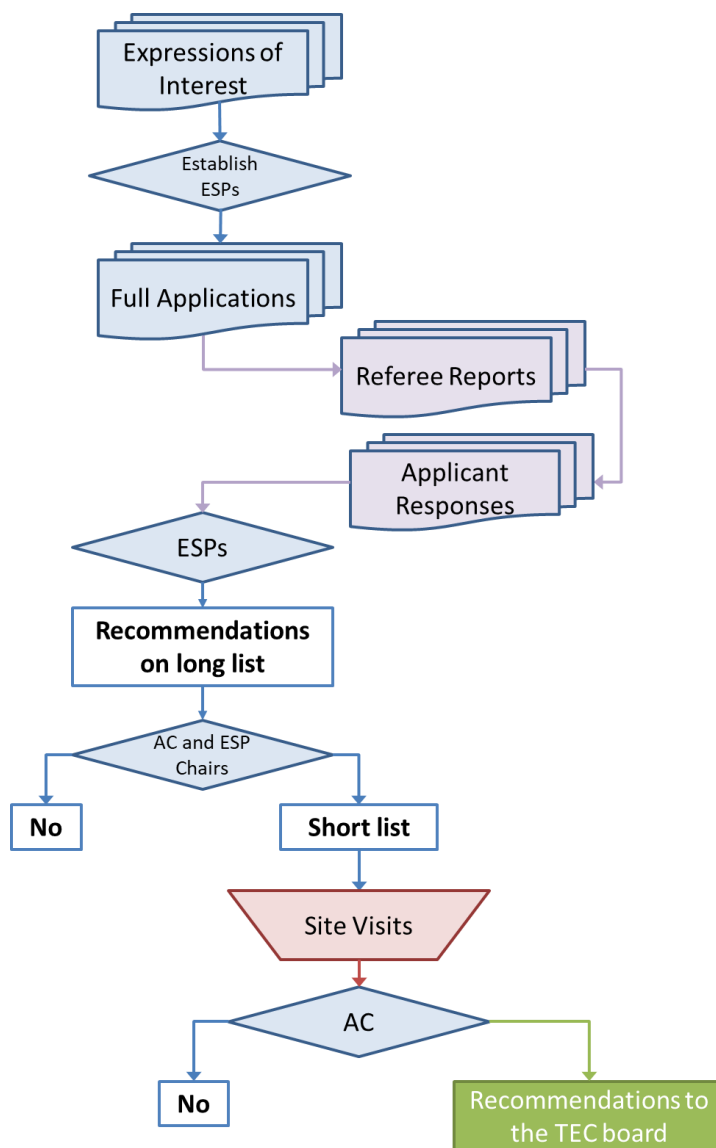 Expressions of
Interest
Establish
ESPs
Full Applications
Referee Reports
Applicant
Responses
ESPs
Recommendations
on long list
AC and ESP
Chairs
No
Short list
Site Visits
AC
No
Recommendations to
the TEC board